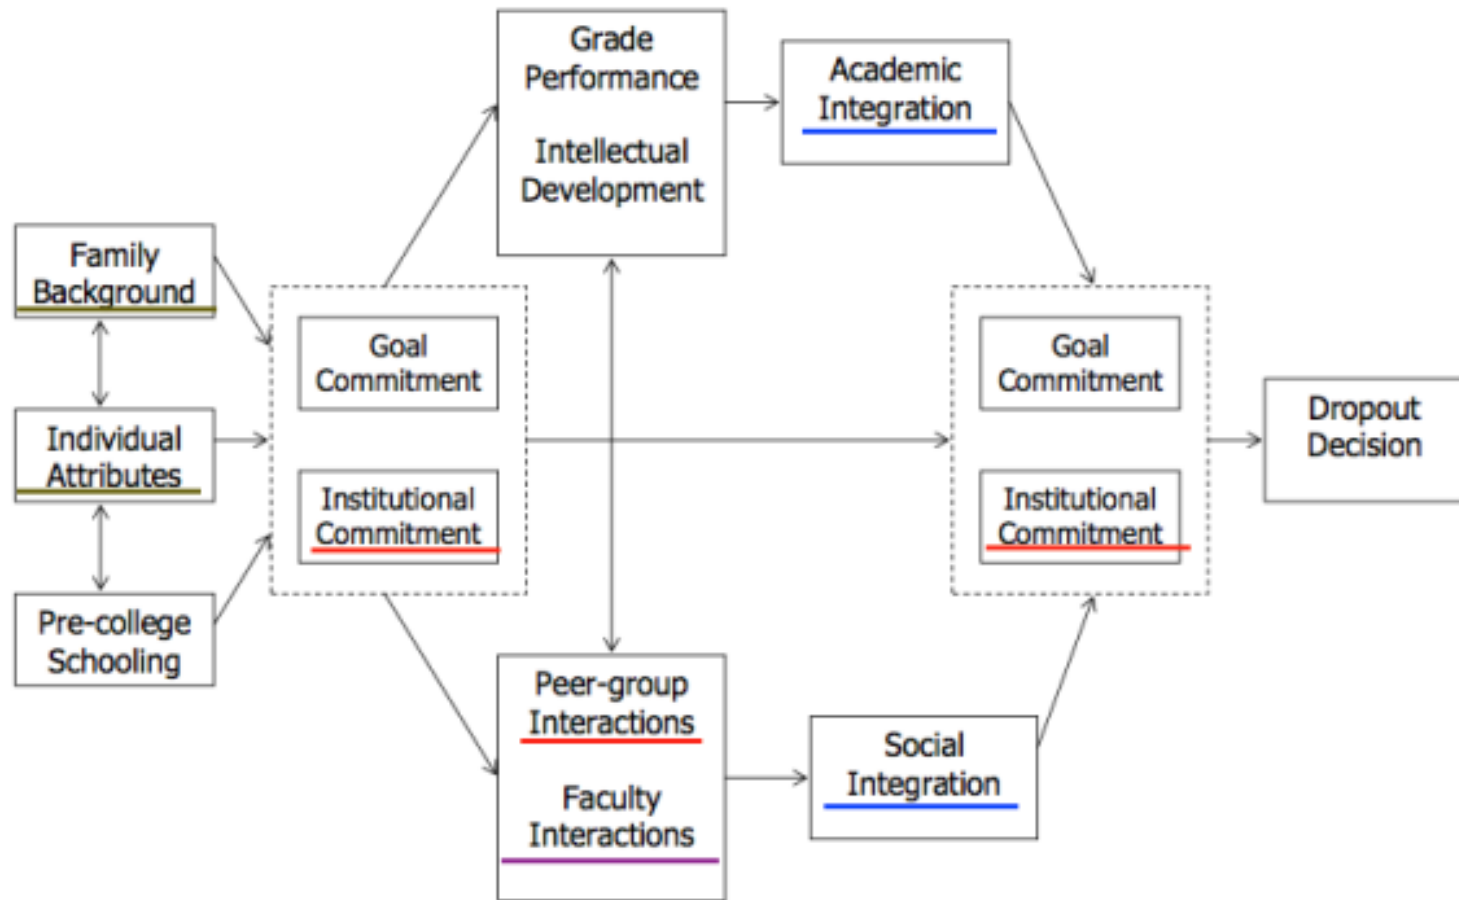 Grade
Performance
Intellectual
Development
Academic
Integration
Family
Background
Individual
Attributes
Pre-college
Schooling
Goal
Commitment
Institutional
Commitment
Peer-group
Interactions
Faculty
Interactions
Social
Integration
Goal
Commitment
Institutional
Commitment
Dropout
Decision